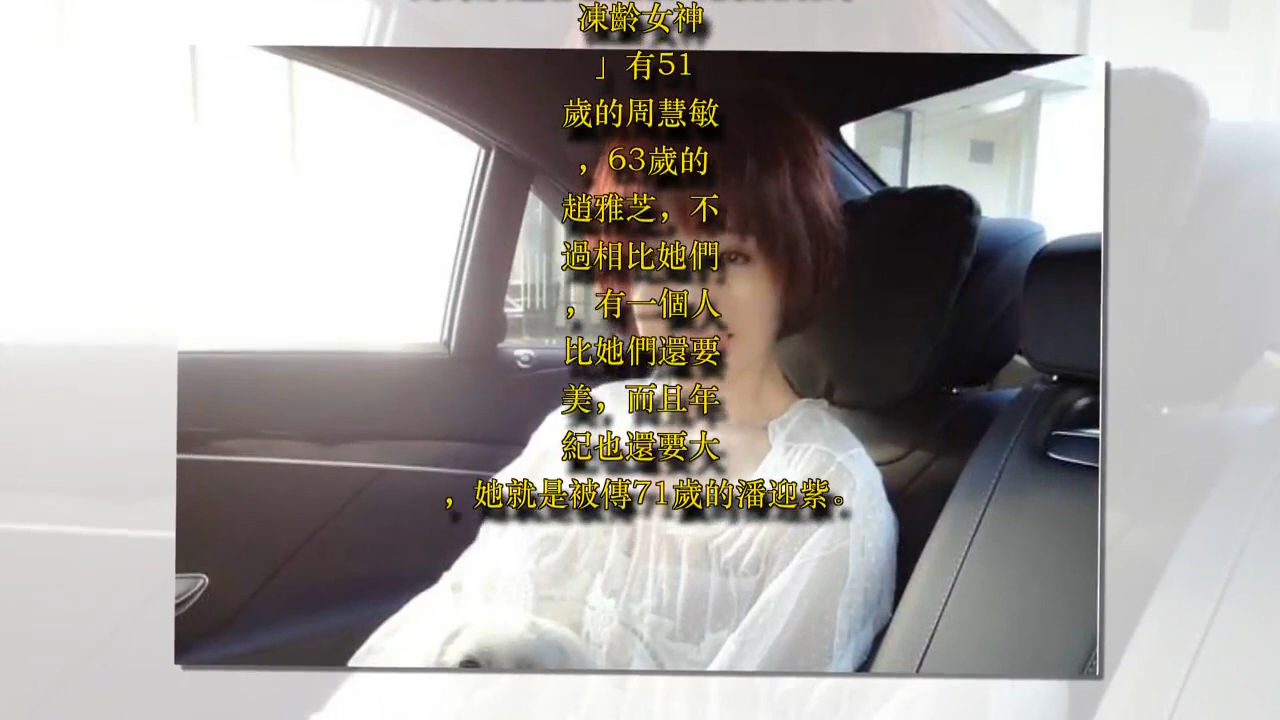 凍齡女神
」有51
歲的周慧敏
，63歲的
趙雅芝，不
過相比她們
，有一個人
比她們還要
美，而且年
紀也還要大
，她就是被傳71歲的潘迎紫。